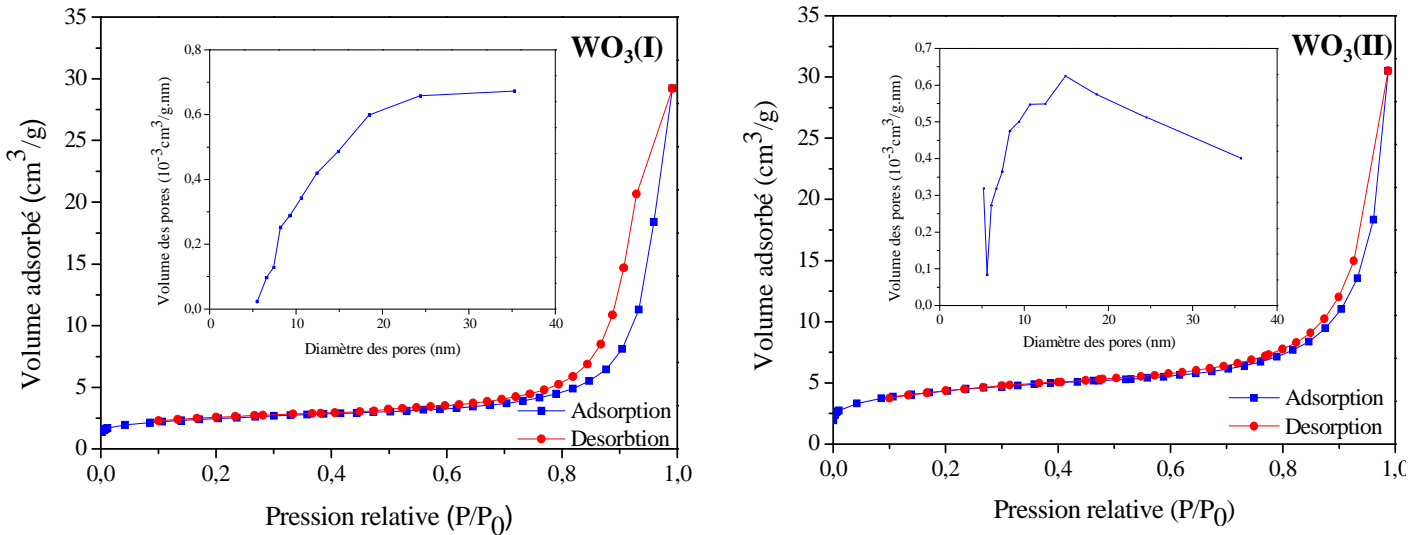 WO3(I)
Volume adsorbé (cm3/g)
35
30
25
20
15
10
5
0
0,0 0,2 0,4 0,6 0,8 1,0
Pression relative (P/P0)
Adsorption
Desorbtion
Volume des pores (10-3 cm3/g.nm)
0,8
0,6
0,4
0,2
0,0
0 10 20 30 40
Diamètre des pores (nm)
WO3(II)
Volume adsorbé (cm3/g)
35
30
25
20
15
10
5
0
0,0 0,2 0,4 0,6 0,8 1,0
Pression relative (P/P0)
Adsorption
Desorption
Volume des pores (10-3 cm3/g.nm)
0,7
0,6
0,5
0,4
0,3
0,2
0,1
0,0
0 10 20 30 40
Diamètre des pores (nm)